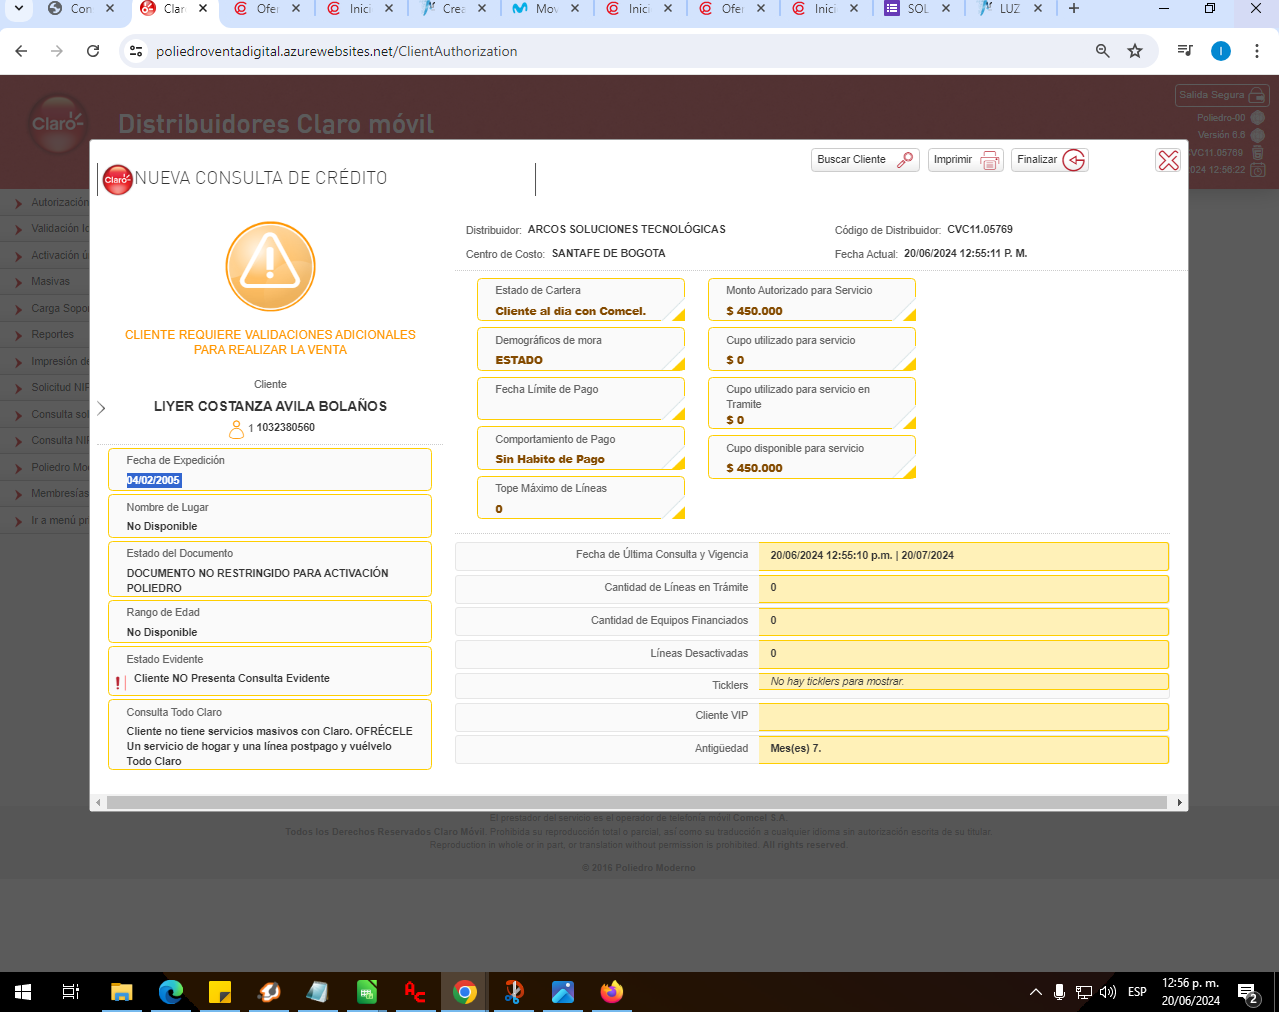 Con
Claro
Ofer
Inici
Crea
Mov
Inici
Ofer
Inici
SOL
LUZ
poliedroventadigital.azurewebsites.net/ClientAuthorization
I
Claro
Distribuidores Claro móvil
Salida Segura
Poliedro-00
Versión 6.6
CVC11.05769
024 12:56:22
Autorización
Validación Id
Activación ú
Masivas
Carga Sopor
Reportes
Impresión de
Solicitud NIP
Consulta sol
Consulta NIP
Poliedro Mo
Membresías
Ir a menú pr
Claro
NUEVA CONSULTA DE CRÉDITO
Buscar Cliente
Imprimir
Finalizar
CLIENTE REQUIERE VALIDACIONES ADICIONALES
PARA REALIZAR LA VENTA
Cliente
LIYER COSTANZA AVILA BOLAÑOS
1 1032380560
Fecha de Expedición
04/02/2005
Nombre de Lugar
No Disponible
Estado del Documento
DOCUMENTO NO RESTRINGIDO PARA ACTIVACIÓN
POLIEDRO
Rango de Edad
No Disponible
Estado Evidente
Cliente NO Presenta Consulta Evidente
Consulta Todo Claro
Cliente no tiene servicios masivos con Claro. OFRÉCELE
Un servicio de hogar y una línea postpago y vuélvelo
Todo Claro
Distribuidor: ARCOS SOLUCIONES TECNOLÓGICAS
Código de Distribuidor: CVC11.05769
Centro de Costo: SANTAFE DE BOGOTA
Fecha Actual: 20/06/2024 12:55:11 P. M.
Estado de Cartera
Cliente al dia con Comcel.
Demográficos de mora
ESTADO
Fecha Límite de Pago
Comportamiento de Pago
Sin Habito de Pago
Tope Máximo de Líneas
0
Monto Autorizado para Servicio
$ 450.000
Cupo utilizado para servicio
$ 0
Cupo utilizado para servicio en
Tramite
$ 0
Cupo disponible para servicio
$ 450.000
Fecha de Última Consulta y Vigencia 20/06/2024 12:55:10 p.m. | 20/07/2024
Cantidad de Líneas en Trámite 0
Cantidad de Equipos Financiados 0
Líneas Desactivadas 0
Ticklers No hay ticklers para mostrar.
Cliente VIP
Antigüedad Mes(es) 7.
El prestador del servicio es el operador de telefonía móvil Comcel S.A.
Todos los Derechos Reservados Claro Móvil. Prohibida su reproducción total o parcial, así como su traducción a cualquier idioma sin autorización escrita de su titular.
Reproduction in whole or in part, or translation without permission is prohibited. All rights reserved.
© 2016 Poliedro Moderno
ESP
12:56 p. m.
20/06/2024
2